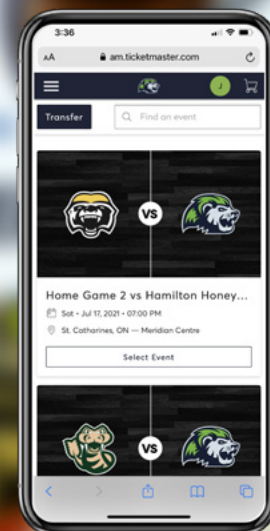 3:36
AA am.ticketmaster.com
J
Transfer Find an event
VS
Home Game 2 vs Hamilton Honey...
Sat • Jul 17, 2021 • 07:00 PM
St. Catharines, ON — Meridian Centre
Select Event
VS